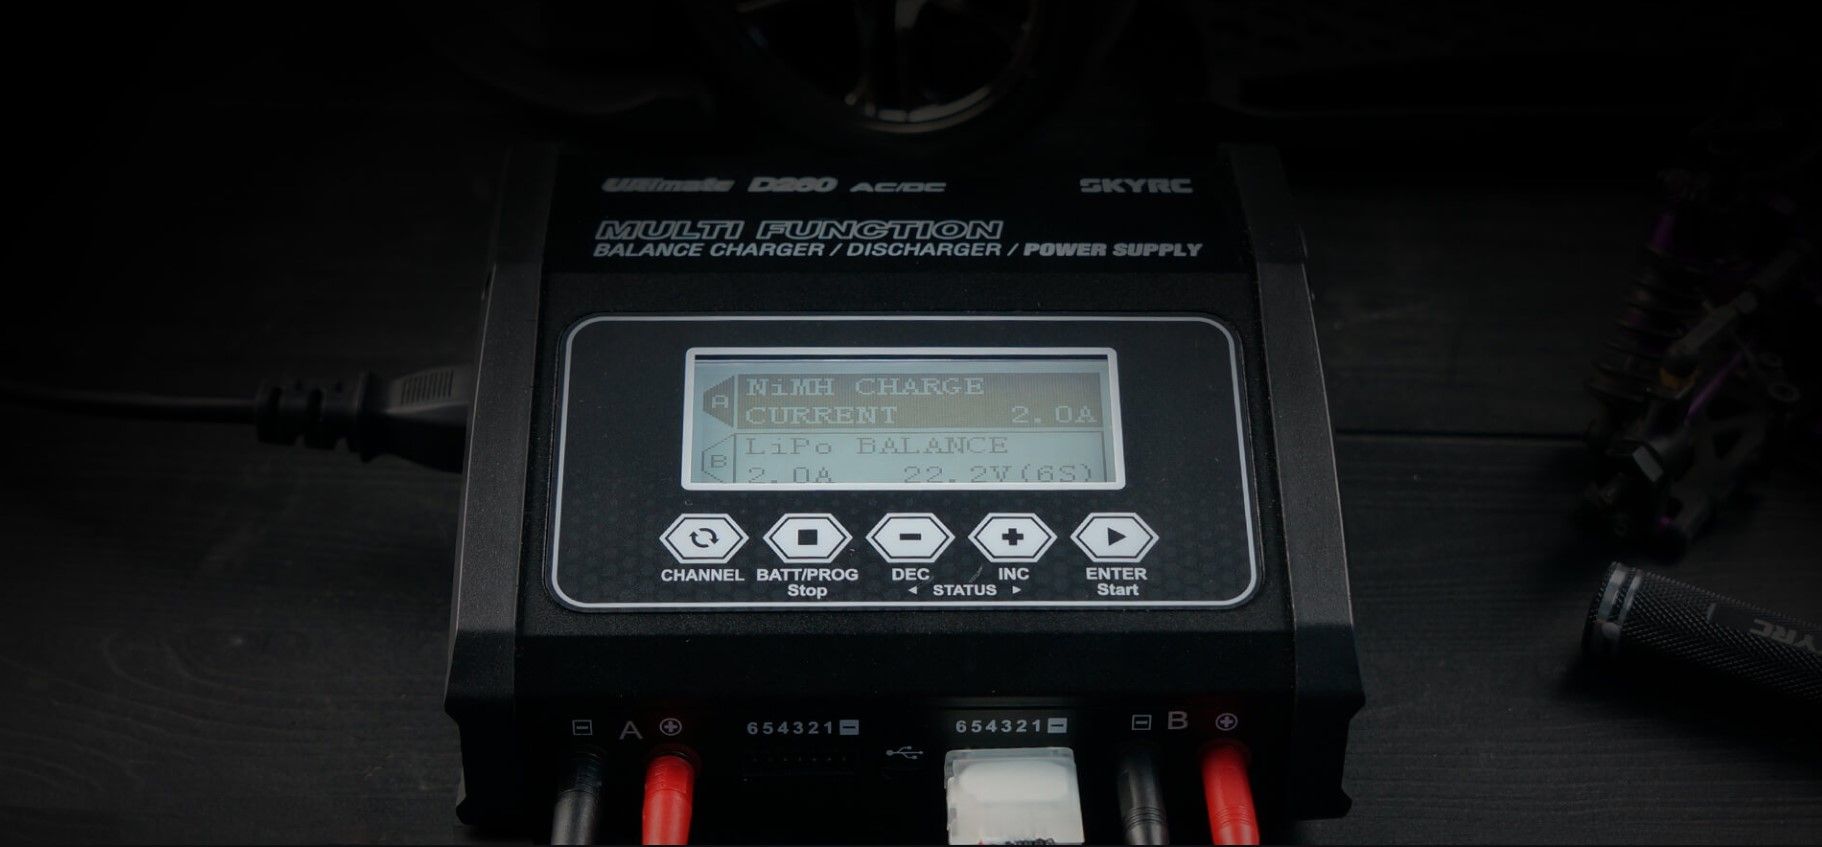 ULTIMATE D260 AC/DC SKYRC
MULTI FUNCTION
BALANCE CHARGER / DISCHARGER / POWER SUPPLY
A NiMH CHARGE
CURRENT 2.0A
B LiPo BALANCE
2.0A 22.2V(6S)
CHANNEL BATT/PROG DEC INC ENTER
Stop ◄ STATUS ► Start
A 654321 654321 B